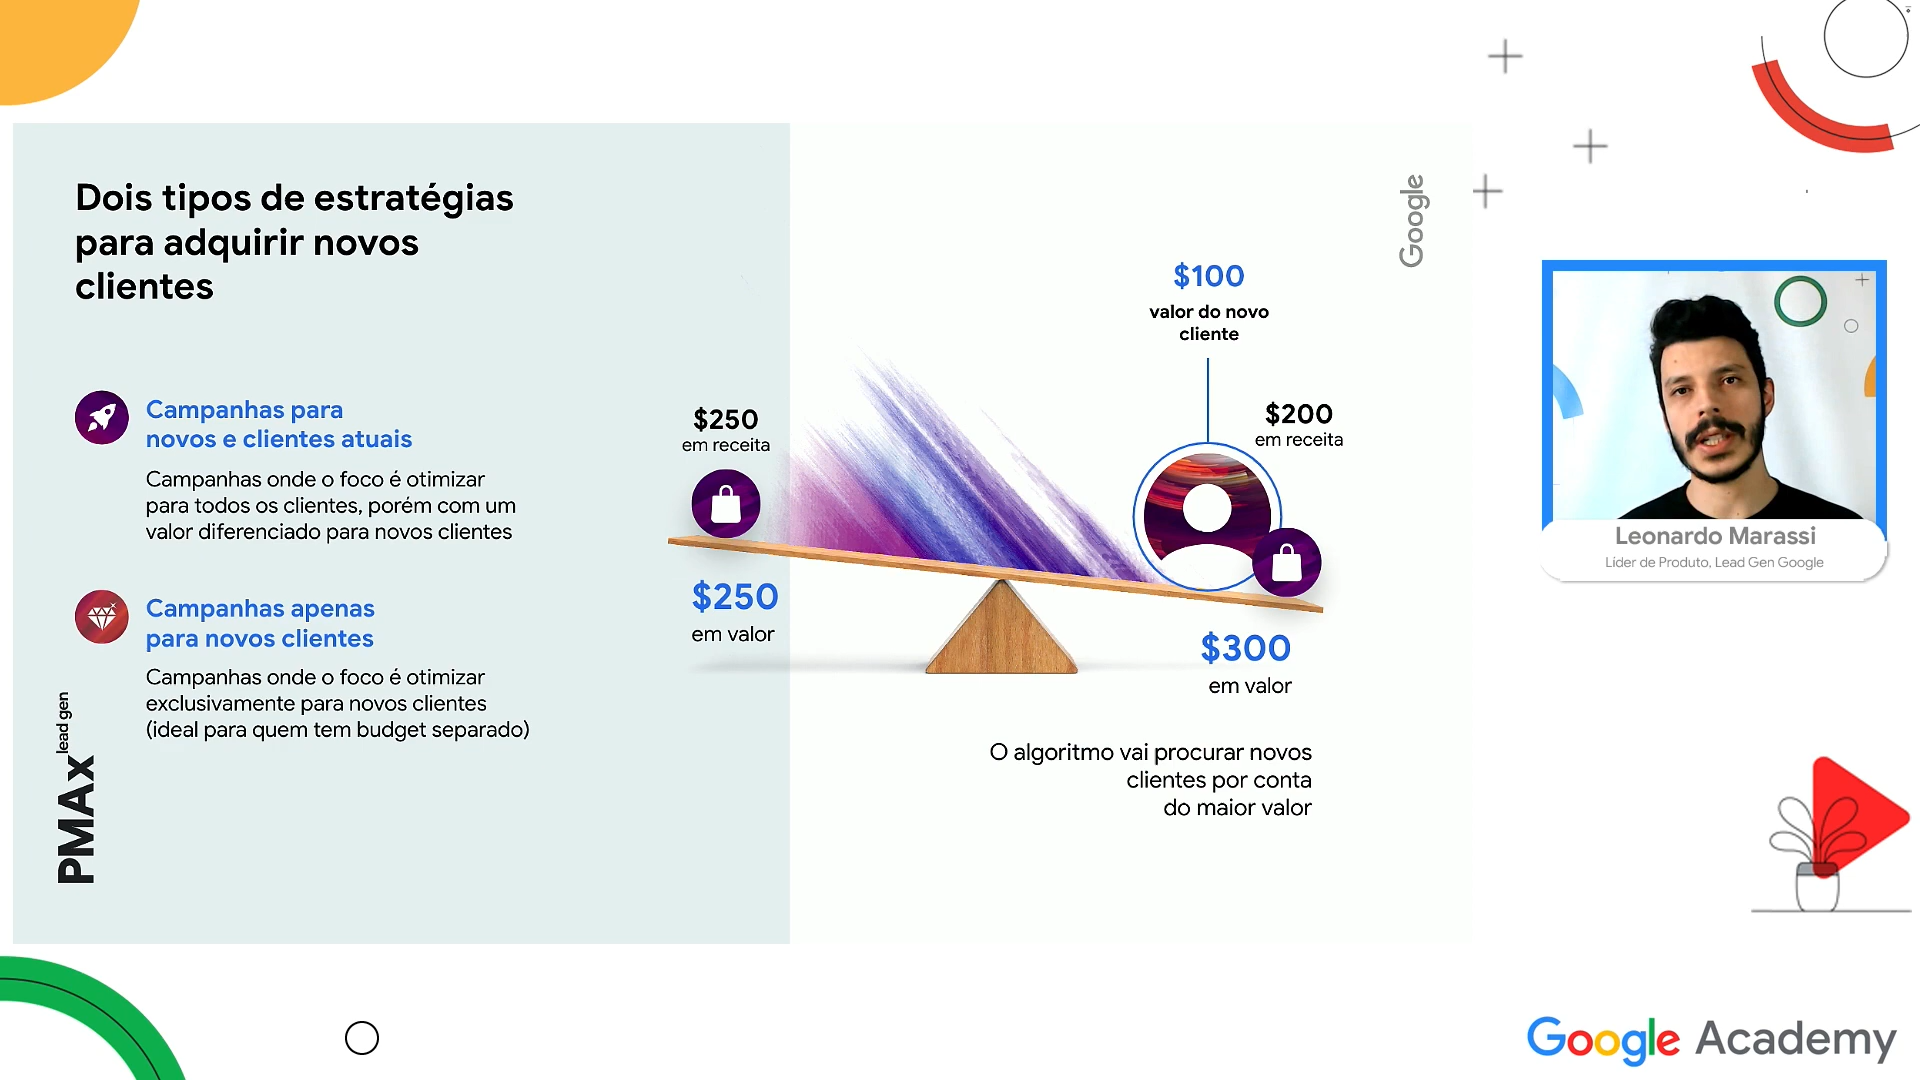 Dois tipos de estratégias
para adquirir novos
clientes
Campanhas para
novos e clientes atuais
Campanhas onde o foco é otimizar
para todos os clientes, porém com um
valor diferenciado para novos clientes
Campanhas apenas
para novos clientes
Campanhas onde o foco é otimizar
exclusivamente para novos clientes
(ideal para quem tem budget separado)
PMAx lead gen
$250
em receita
$250
em valor
$100
valor do novo
cliente
$200
em receita
$300
em valor
O algoritmo vai procurar novos
clientes por conta
do maior valor
Google
Leonardo Marassi
Líder de Produto, Lead Gen Google
Google Academy